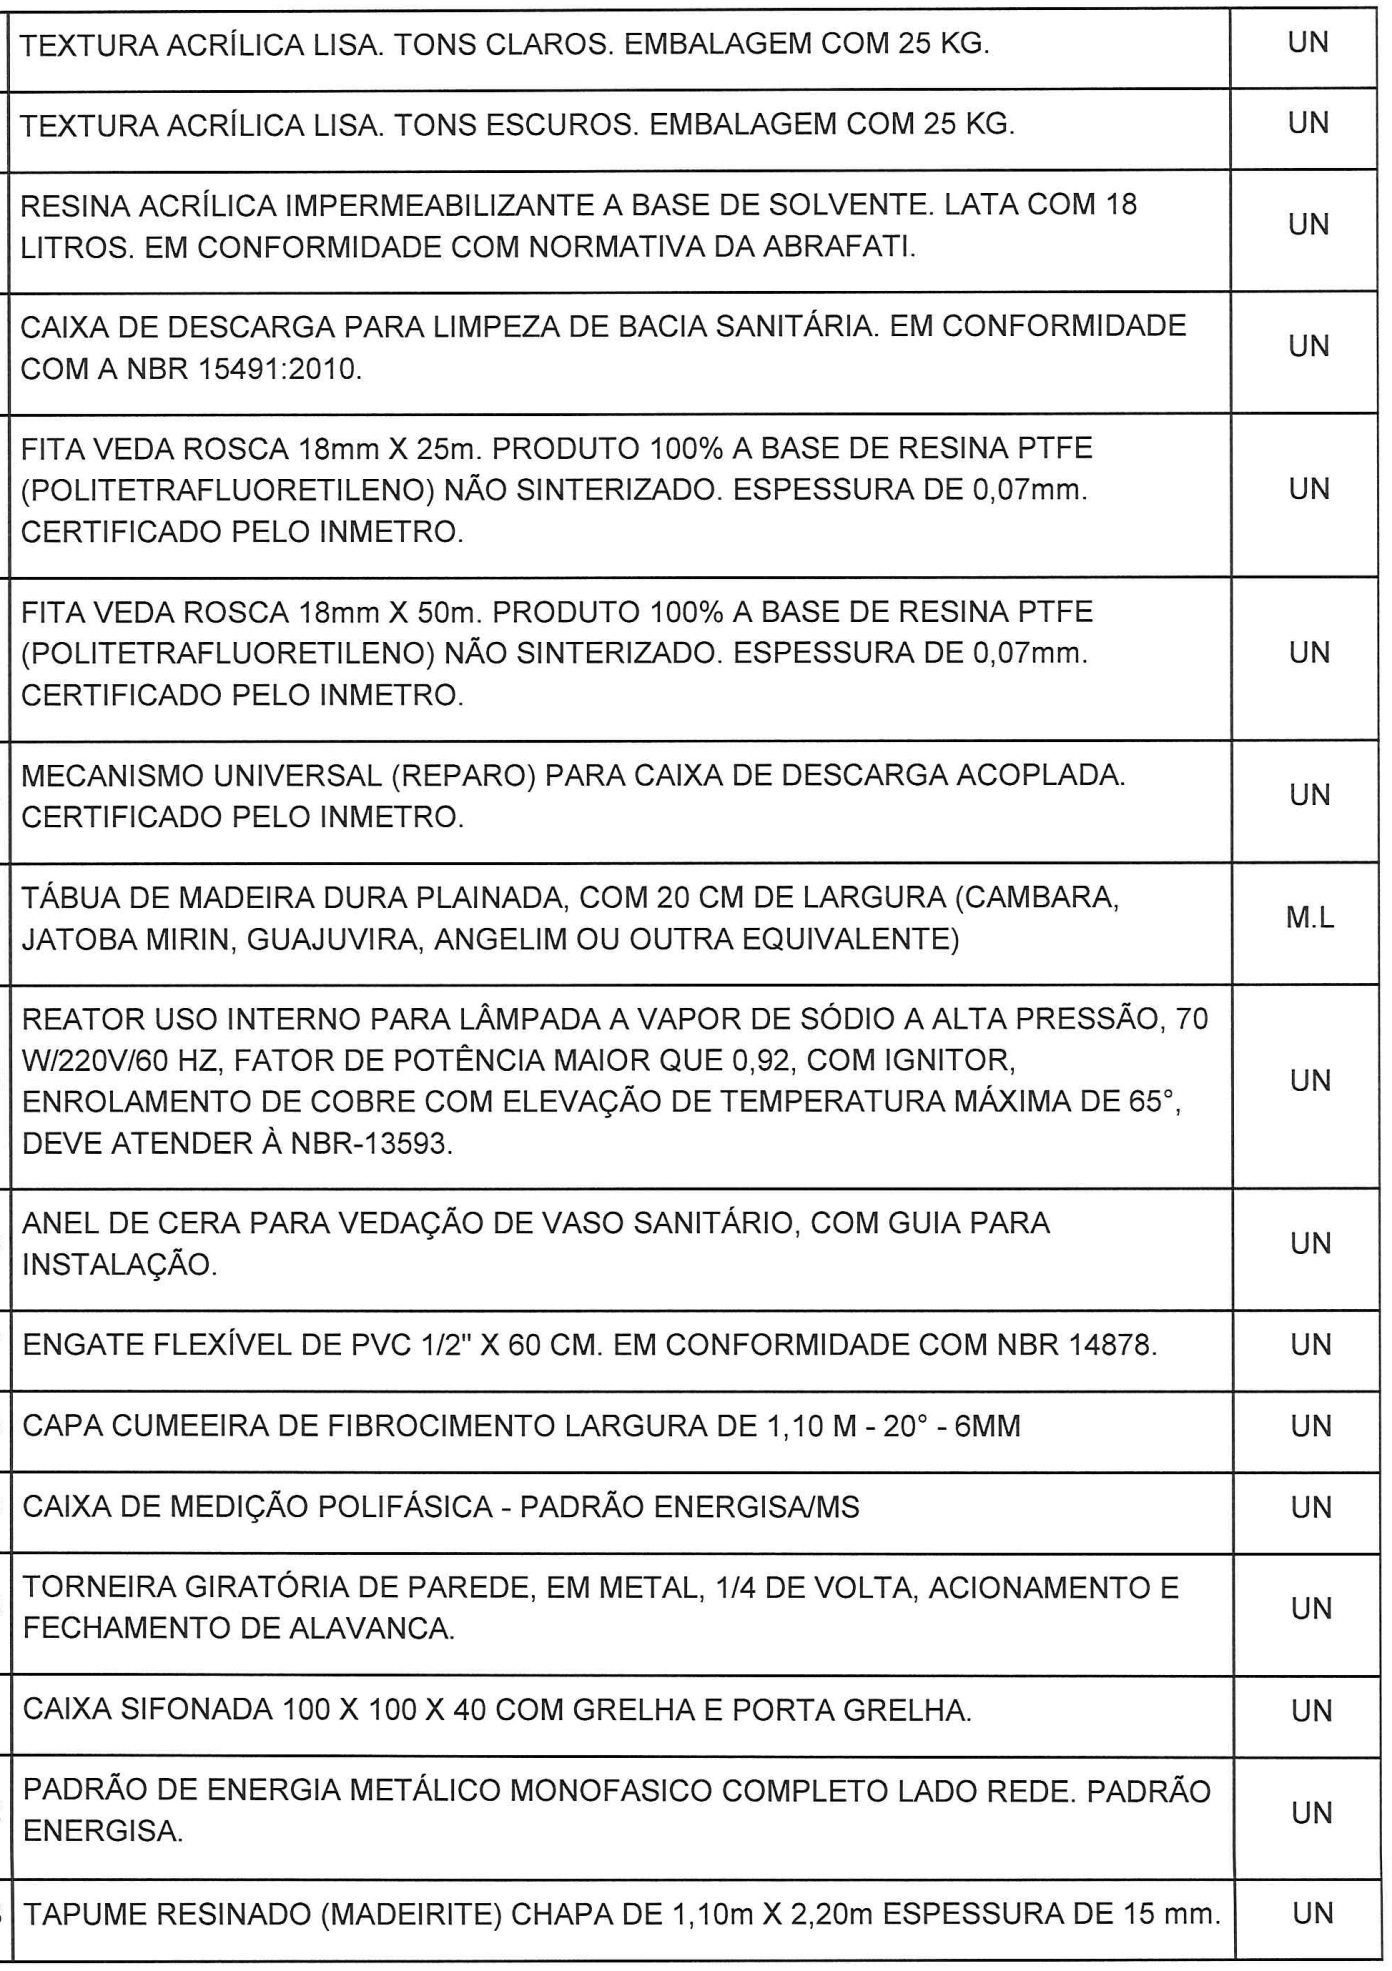 TEXTURA ACRÍLICA LISA. TONS CLAROS. EMBALAGEM COM 25 KG.
UN
TEXTURA ACRÍLICA LISA. TONS ESCUROS. EMBALAGEM COM 25 KG.
UN
RESINA ACRÍLICA IMPERMEABILIZANTE A BASE DE SOLVENTE. LATA COM 18
LITROS. EM CONFORMIDADE COM NORMATIVA DA ABRAFATI.
UN
CAIXA DE DESCARGA PARA LIMPEZA DE BACIA SANITÁRIA. EM CONFORMIDADE
COM A NBR 15491:2010.
UN
FITA VEDA ROSCA 18mm X 25m. PRODUTO 100% A BASE DE RESINA PTFE
(POLITETRAFLUORETILENO) NÃO SINTERIZADO. ESPESSURA DE 0,07mm.
CERTIFICADO PELO INMETRO.
UN
FITA VEDA ROSCA 18mm X 50m. PRODUTO 100% A BASE DE RESINA PTFE
(POLITETRAFLUORETILENO) NÃO SINTERIZADO. ESPESSURA DE 0,07mm.
CERTIFICADO PELO INMETRO.
UN
MECANISMO UNIVERSAL (REPARO) PARA CAIXA DE DESCARGA ACOPLADA.
CERTIFICADO PELO INMETRO.
UN
TÁBUA DE MADEIRA DURA PLAINADA, COM 20 CM DE LARGURA (CAMBARA,
JATOBA MIRIN, GUAJUVIRA, ANGELIM OU OUTRA EQUIVALENTE)
M.L
REATOR USO INTERNO PARA LÂMPADA A VAPOR DE SÓDIO A ALTA PRESSÃO, 70
W/220V/60 HZ, FATOR DE POTÊNCIA MAIOR QUE 0,92, COM IGNITOR,
ENROLAMENTO DE COBRE COM ELEVAÇÃO DE TEMPERATURA MÁXIMA DE 65°,
DEVE ATENDER À NBR-13593.
UN
ANEL DE CERA PARA VEDAÇÃO DE VASO SANITÁRIO, COM GUIA PARA
INSTALAÇÃO.
UN
ENGATE FLEXÍVEL DE PVC 1/2" X 60 CM. EM CONFORMIDADE COM NBR 14878.
UN
CAPA CUMEEIRA DE FIBROCIMENTO LARGURA DE 1,10 M - 20° - 6MM
UN
CAIXA DE MEDIÇÃO POLIFÁSICA - PADRÃO ENERGISA/MS
UN
TORNEIRA GIRATÓRIA DE PAREDE, EM METAL, 1/4 DE VOLTA, ACIONAMENTO E
FECHAMENTO DE ALAVANCA.
UN
CAIXA SIFONADA 100 X 100 X 40 COM GRELHA E PORTA GRELHA.
UN
PADRÃO DE ENERGIA METÁLICO MONOFASICO COMPLETO LADO REDE. PADRÃO
ENERGISA.
UN
TAPUME RESINADO (MADEIRITE) CHAPA DE 1,10m X 2,20m ESPESSURA DE 15 mm.
UN